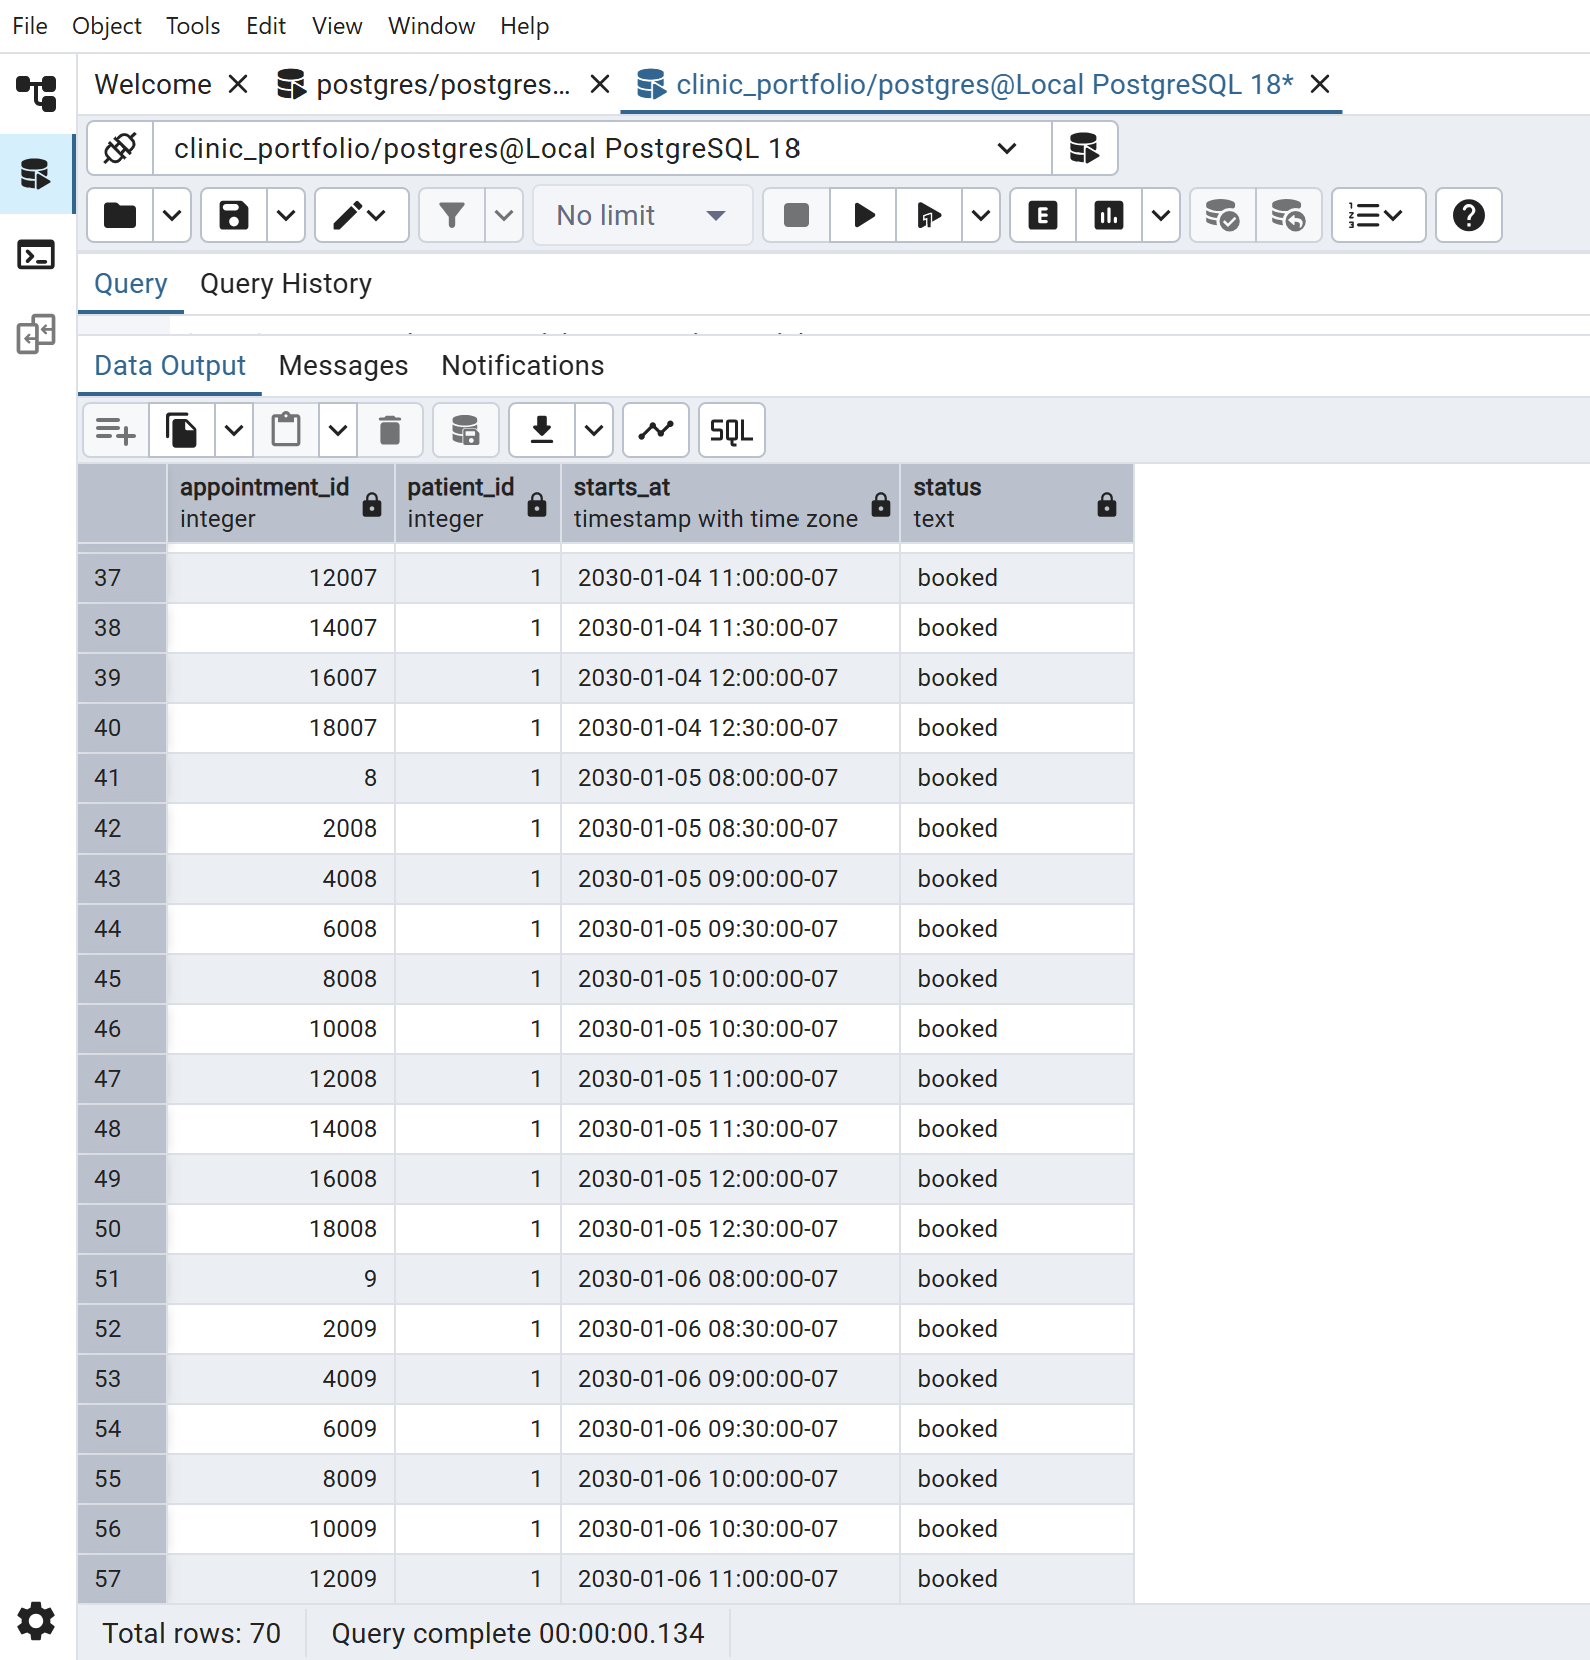 File Object Tools Edit View Window Help
Welcome postgres/postgres... clinic_portfolio/postgres@Local PostgreSQL 18*
clinic_portfolio/postgres@Local PostgreSQL 18
No limit
Query Query History
Data Output Messages Notifications
SQL
appointment_id integer patient_id integer starts_at timestamp with time zone status text
37 12007 1 2030-01-04 11:00:00-07 booked
38 14007 1 2030-01-04 11:30:00-07 booked
39 16007 1 2030-01-04 12:00:00-07 booked
40 18007 1 2030-01-04 12:30:00-07 booked
41 8 1 2030-01-05 08:00:00-07 booked
42 2008 1 2030-01-05 08:30:00-07 booked
43 4008 1 2030-01-05 09:00:00-07 booked
44 6008 1 2030-01-05 09:30:00-07 booked
45 8008 1 2030-01-05 10:00:00-07 booked
46 10008 1 2030-01-05 10:30:00-07 booked
47 12008 1 2030-01-05 11:00:00-07 booked
48 14008 1 2030-01-05 11:30:00-07 booked
49 16008 1 2030-01-05 12:00:00-07 booked
50 18008 1 2030-01-05 12:30:00-07 booked
51 9 1 2030-01-06 08:00:00-07 booked
52 2009 1 2030-01-06 08:30:00-07 booked
53 4009 1 2030-01-06 09:00:00-07 booked
54 6009 1 2030-01-06 09:30:00-07 booked
55 8009 1 2030-01-06 10:00:00-07 booked
56 10009 1 2030-01-06 10:30:00-07 booked
57 12009 1 2030-01-06 11:00:00-07 booked
Total rows: 70 Query complete 00:00:00.134